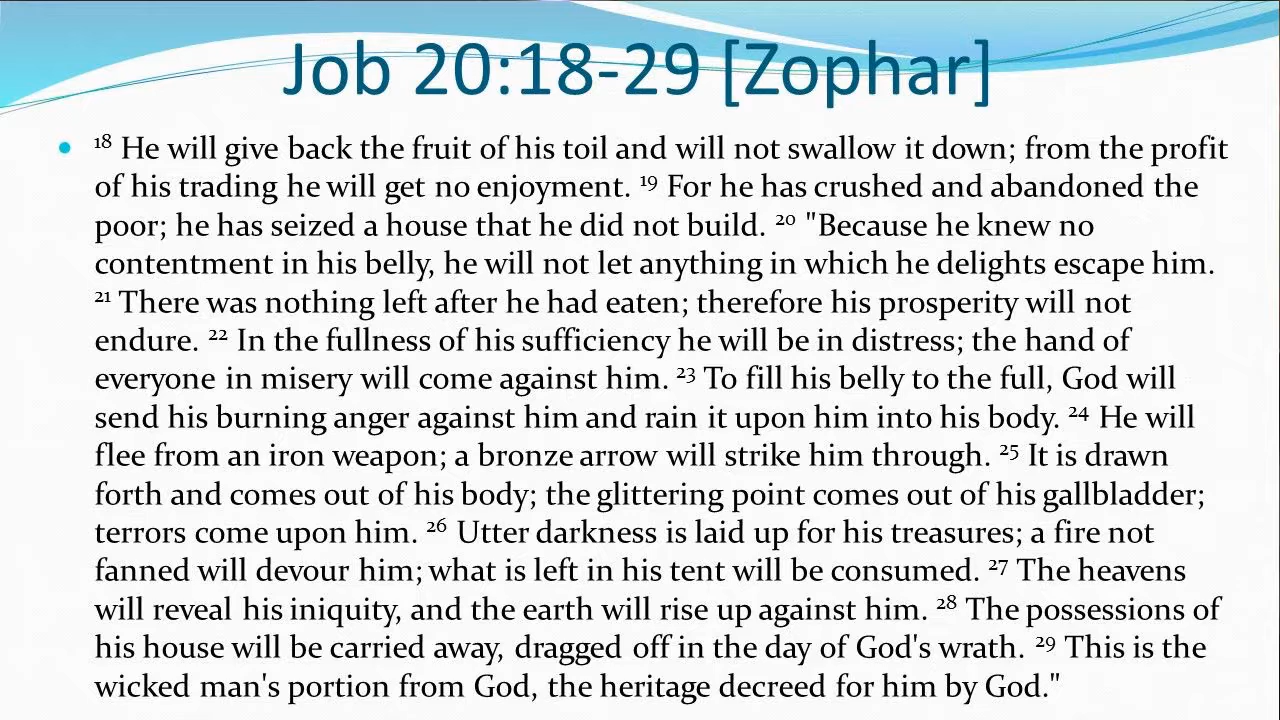 Job 20:18-29 [Zophar]
• ¹⁸ He will give back the fruit of his toil and will not swallow it down; from the profit
of his trading he will get no enjoyment. ¹⁹ For he has crushed and abandoned the
poor; he has seized a house that he did not build. ²⁰ "Because he knew no
contentment in his belly, he will not let anything in which he delights escape him.
²¹ There was nothing left after he had eaten; therefore his prosperity will not
endure. ²² In the fullness of his sufficiency he will be in distress; the hand of
everyone in misery will come against him. ²³ To fill his belly to the full, God will
send his burning anger against him and rain it upon him into his body. ²⁴ He will
flee from an iron weapon; a bronze arrow will strike him through. ²⁵ It is drawn
forth and comes out of his body; the glittering point comes out of his gallbladder;
terrors come upon him. ²⁶ Utter darkness is laid up for his treasures; a fire not
fanned will devour him; what is left in his tent will be consumed. ²⁷ The heavens
will reveal his iniquity, and the earth will rise up against him. ²⁸ The possessions of
his house will be carried away, dragged off in the day of God's wrath. ²⁹ This is the
wicked man's portion from God, the heritage decreed for him by God."